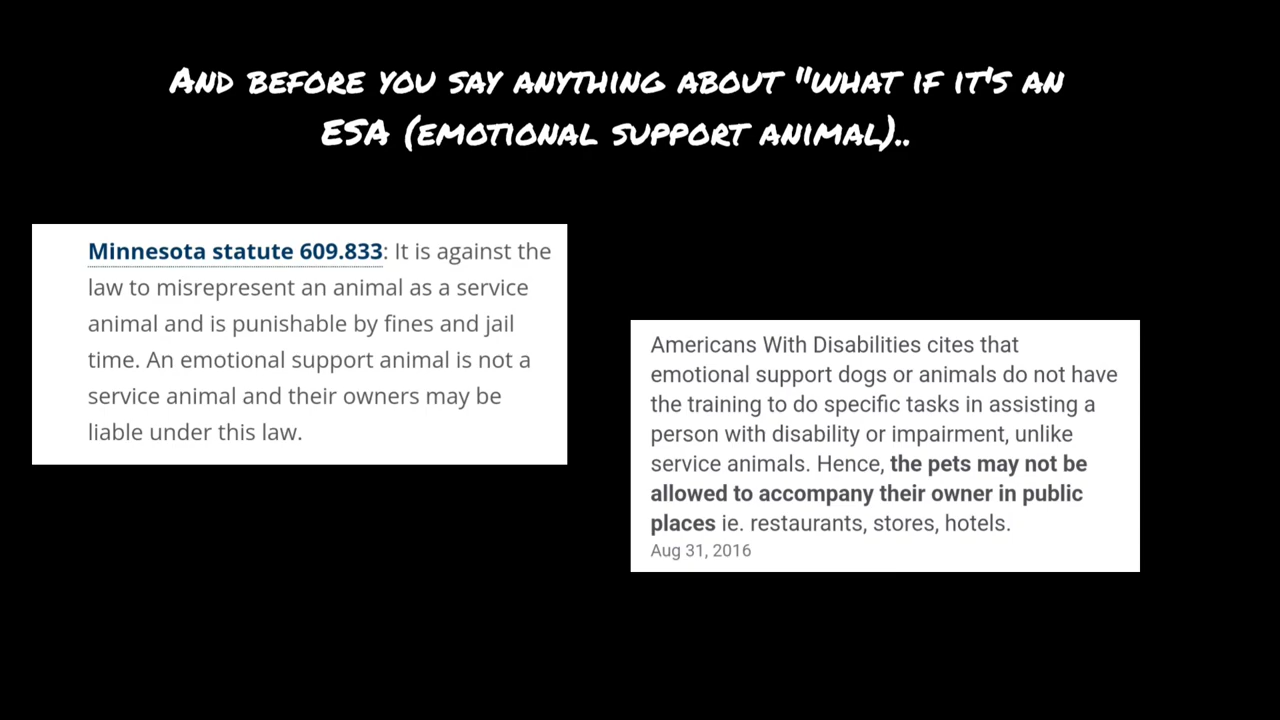 And before you say anything about "what if it's an
ESA (emotional support animal)..
Minnesota statute 609.833: It is against the
law to misrepresent an animal as a service
animal and is punishable by fines and jail
time. An emotional support animal is not a
service animal and their owners may be
liable under this law.
Americans With Disabilities cites that
emotional support dogs or animals do not have
the training to do specific tasks in assisting a
person with disability or impairment, unlike
service animals. Hence, the pets may not be
allowed to accompany their owner in public
places ie. restaurants, stores, hotels.
Aug 31, 2016